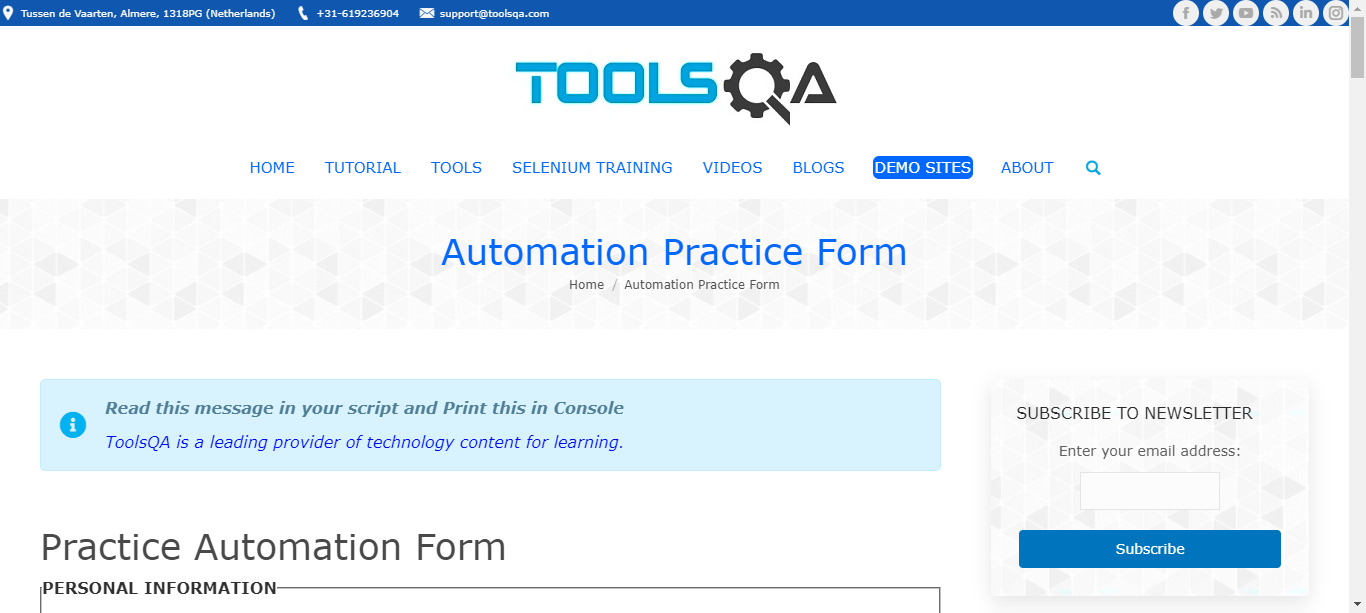 Tussen de Vaarten, Almere, 1318PG (Netherlands) +31-619236904 support@toolsqa.com
TOOLSQA
HOME TUTORIAL TOOLS SELENIUM TRAINING VIDEOS BLOGS DEMO SITES ABOUT
Automation Practice Form
Home / Automation Practice Form
Read this message in your script and Print this in Console
ToolsQA is a leading provider of technology content for learning.
SUBSCRIBE TO NEWSLETTER
Enter your email address:
Subscribe
Practice Automation Form
PERSONAL INFORMATION